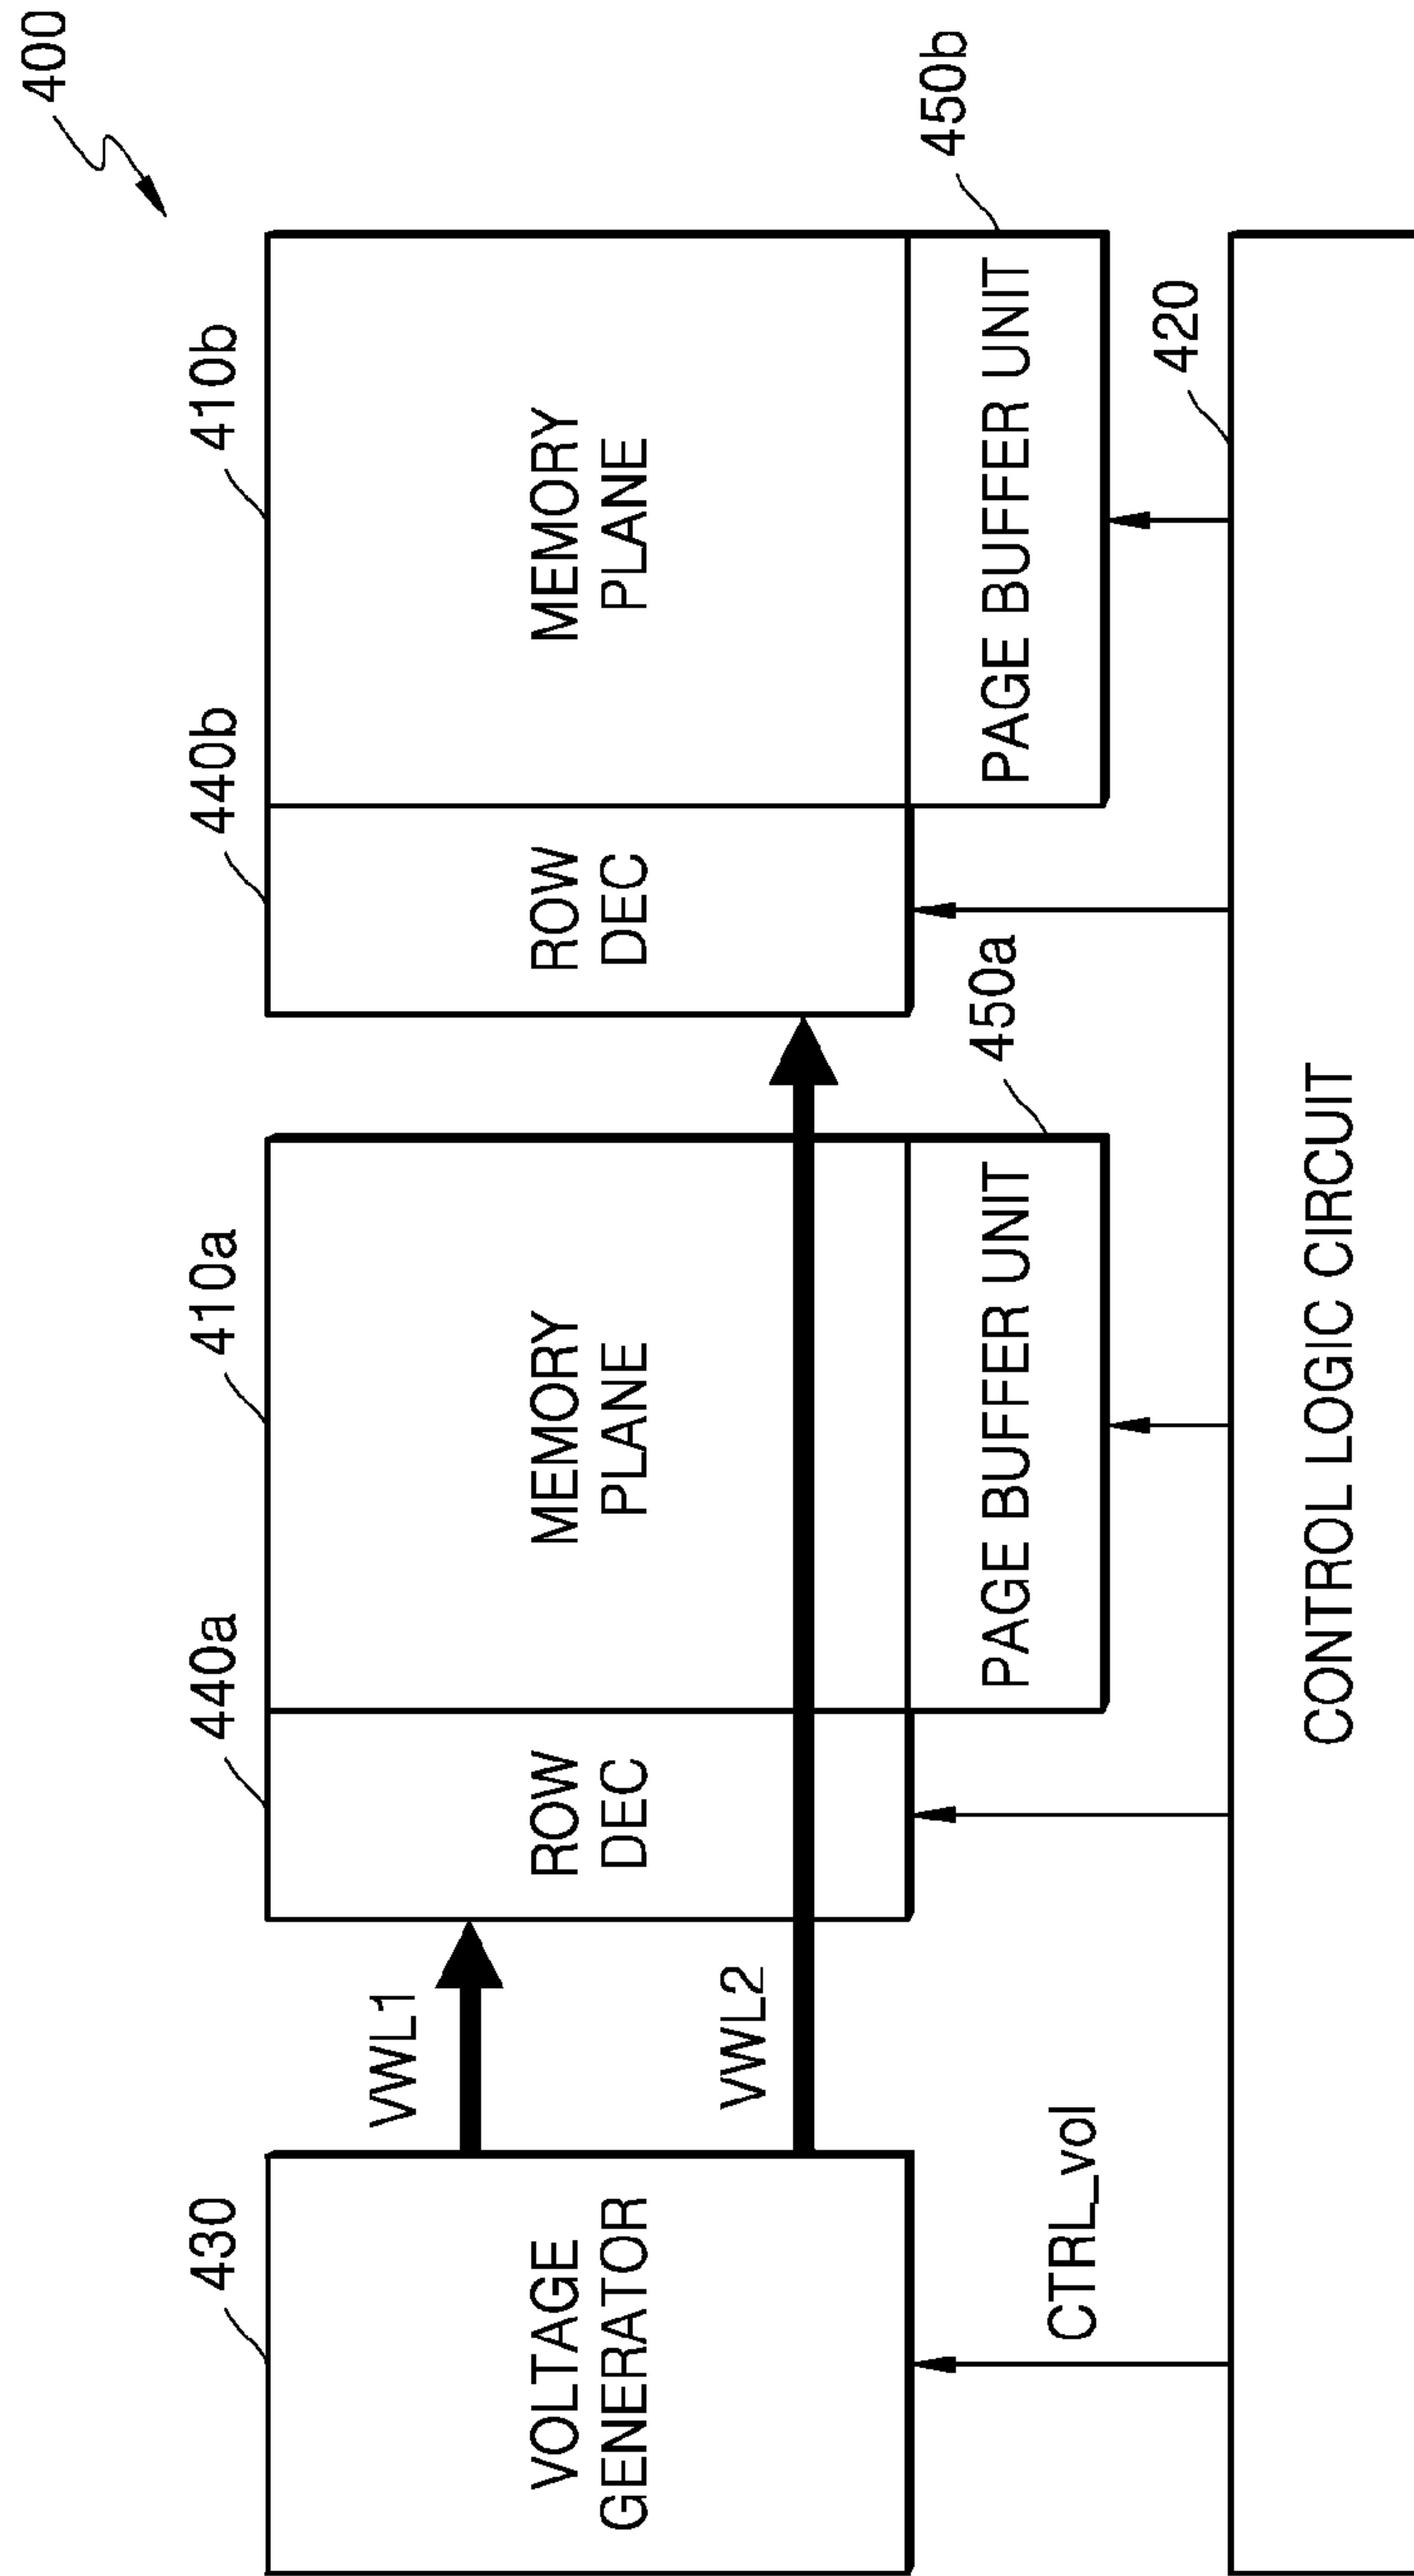 400
430
440a
410a
440b
410b
VWL1
VWL2
VOLTAGE
GENERATOR
ROW
DEC
MEMORY
PLANE
ROW
DEC
MEMORY
PLANE
PAGE BUFFER UNIT
450a
PAGE BUFFER UNIT
450b
CTRL_vol
420
CONTROL LOGIC CIRCUIT